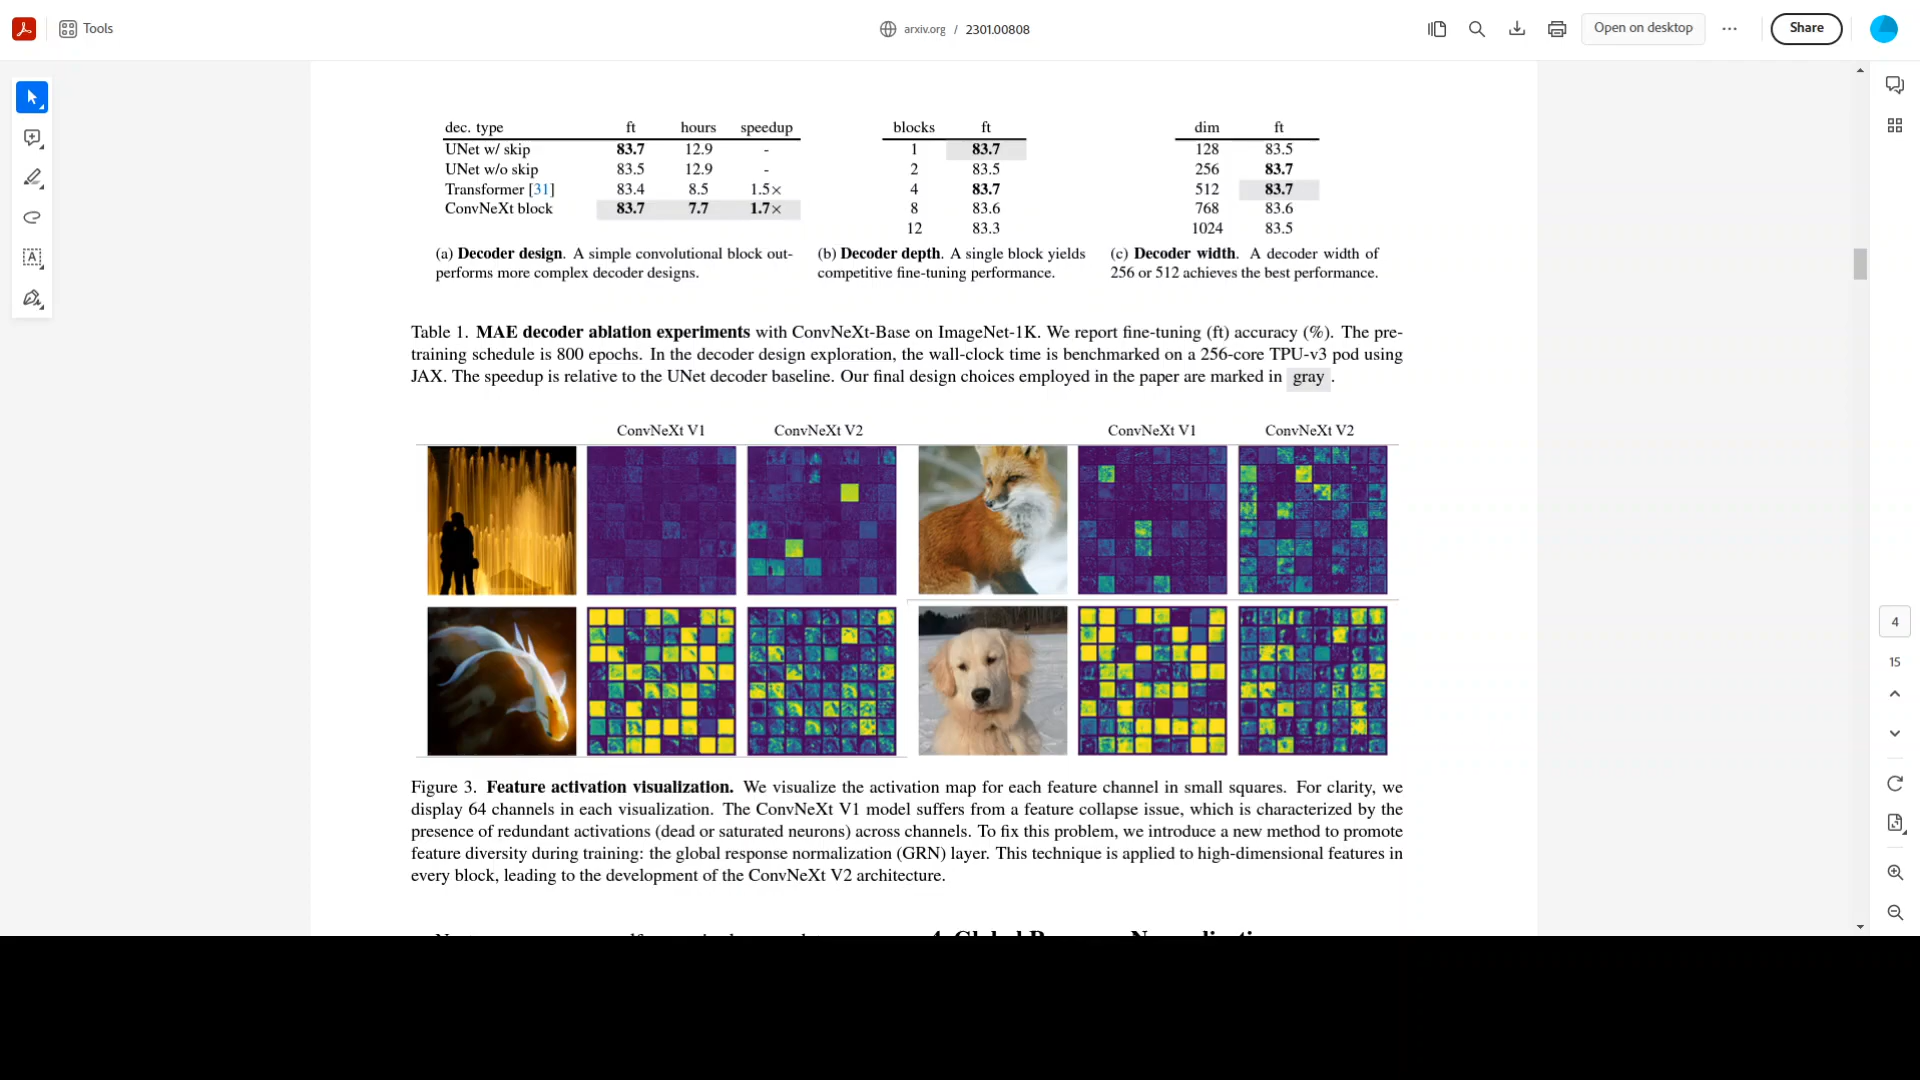 Tools
arxiv.org / 2301.00808
Open on desktop
Share
dec. type ft hours speedup
UNet w/ skip 83.7 12.9 -
UNet w/o skip 83.5 12.9 -
Transformer [31] 83.4 8.5 1.5×
ConvNeXt block 83.7 7.7 1.7×
(a) Decoder design. A simple convolutional block out-
performs more complex decoder designs.
blocks ft
1 83.7
2 83.5
4 83.7
8 83.6
12 83.3
(b) Decoder depth. A single block yields
competitive fine-tuning performance.
dim ft
128 83.5
256 83.7
512 83.7
768 83.6
1024 83.5
(c) Decoder width. A decoder width of
256 or 512 achieves the best performance.
Table 1. MAE decoder ablation experiments with ConvNeXt-Base on ImageNet-1K. We report fine-tuning (ft) accuracy (%). The pre-
training schedule is 800 epochs. In the decoder design exploration, the wall-clock time is benchmarked on a 256-core TPU-v3 pod using
JAX. The speedup is relative to the UNet decoder baseline. Our final design choices employed in the paper are marked in gray .
ConvNeXt V1 ConvNeXt V2 ConvNeXt V1 ConvNeXt V2
Figure 3. Feature activation visualization. We visualize the activation map for each feature channel in small squares. For clarity, we
display 64 channels in each visualization. The ConvNeXt V1 model suffers from a feature collapse issue, which is characterized by the
presence of redundant activations (dead or saturated neurons) across channels. To fix this problem, we introduce a new method to promote
feature diversity during training: the global response normalization (GRN) layer. This technique is applied to high-dimensional features in
every block, leading to the development of the ConvNeXt V2 architecture.
4
15